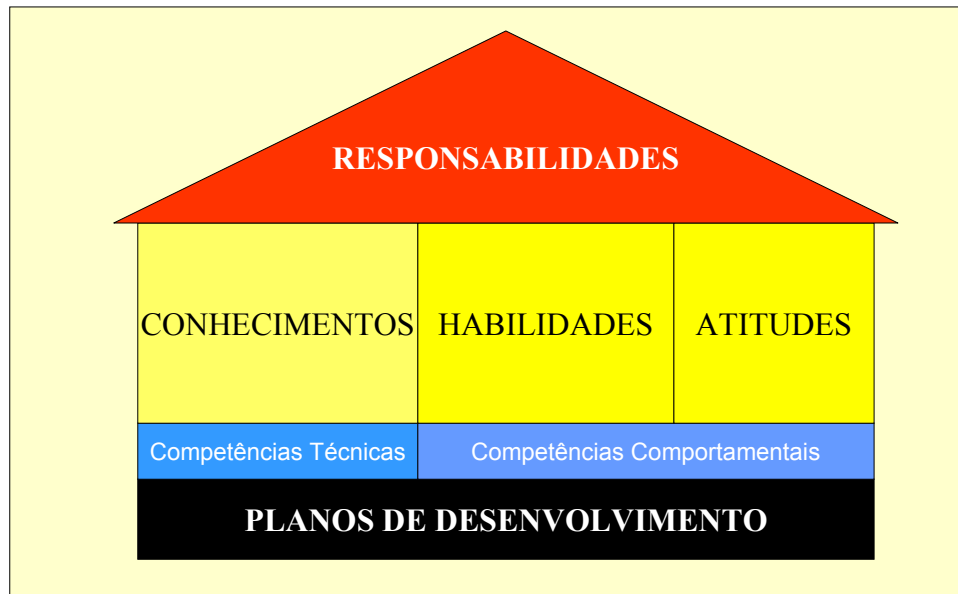 RESPONSABILIDADES
CONHECIMENTOS
HABILIDADES
ATITUDES
Competências Técnicas
Competências Comportamentais
PLANOS DE DESENVOLVIMENTO